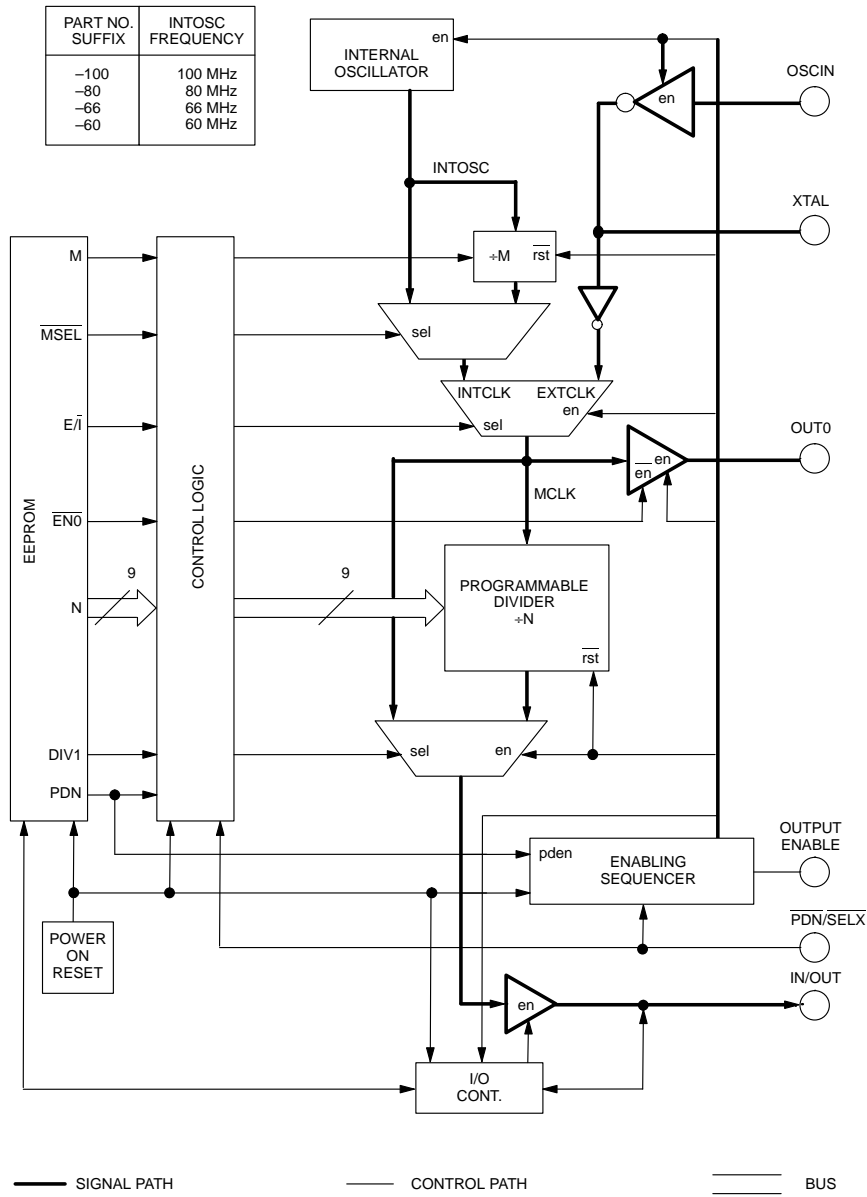 PART NO. SUFFIX INTOSC FREQUENCY
–100 100 MHz
–80 80 MHz
–66 66 MHz
–60 60 MHz
INTERNAL
OSCILLATOR
en
en
OSCIN
INTOSC
XTAL
M
÷M
rst
MSEL
sel
INTCLK
EXTCLK
en
E/I
sel
OUT0
en
en
MCLK
EN0
EEPROM
CONTROL LOGIC
9
9
N
PROGRAMMABLE
DIVIDER
÷N
rst
DIV1
sel
en
PDN
OUTPUT
ENABLE
pden
ENABLING
SEQUENCER
PDN/SELX
POWER
ON
RESET
IN/OUT
en
I/O
CONT.
SIGNAL PATH
CONTROL PATH
BUS